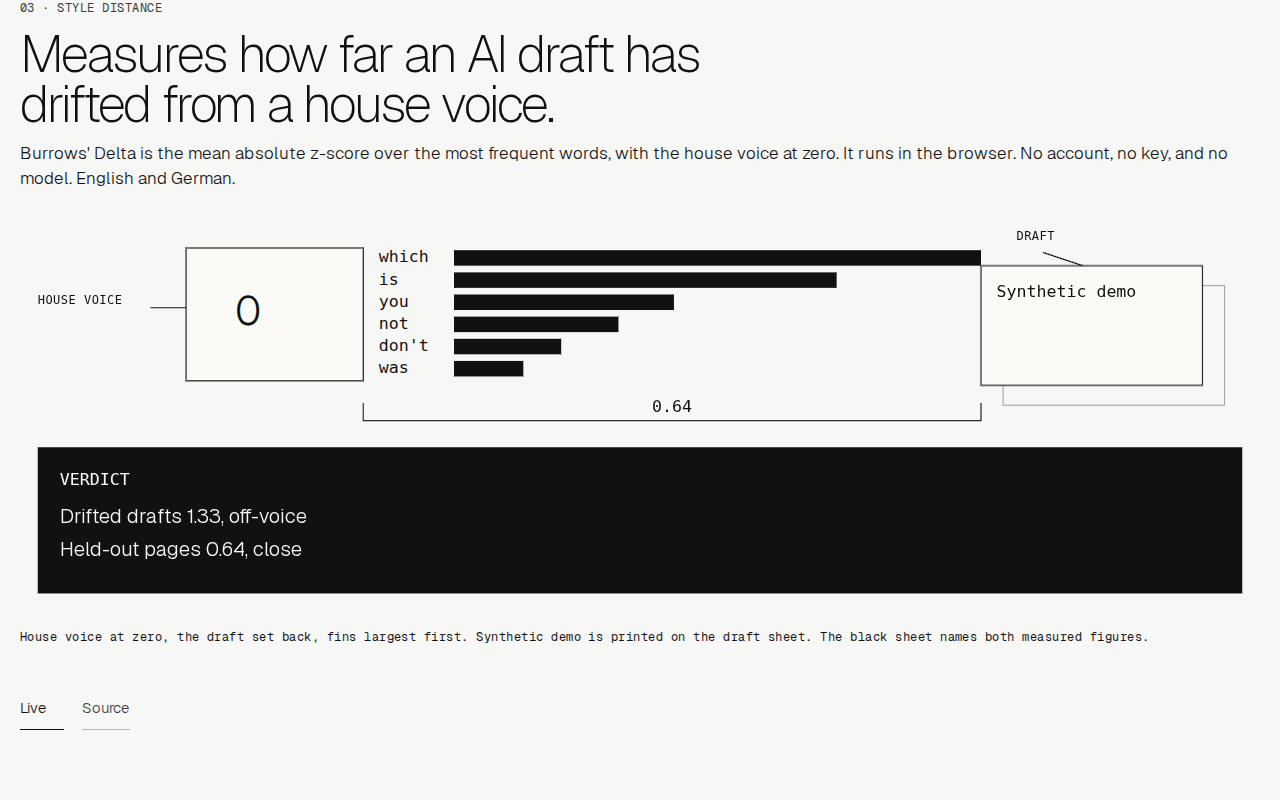 03 · STYLE DISTANCE
Measures how far an AI draft has
drifted from a house voice.
Burrows' Delta is the mean absolute z-score over the most frequent words, with the house voice at zero. It runs in the browser. No account, no key, and no
model. English and German.
DRAFT
HOUSE VOICE
0
which
is
you
not
don't
was
Synthetic demo
0.64
VERDICT
Drifted drafts 1.33, off-voice
Held-out pages 0.64, close
House voice at zero, the draft set back, fins largest first. Synthetic demo is printed on the draft sheet. The black sheet names both measured figures.
Live Source